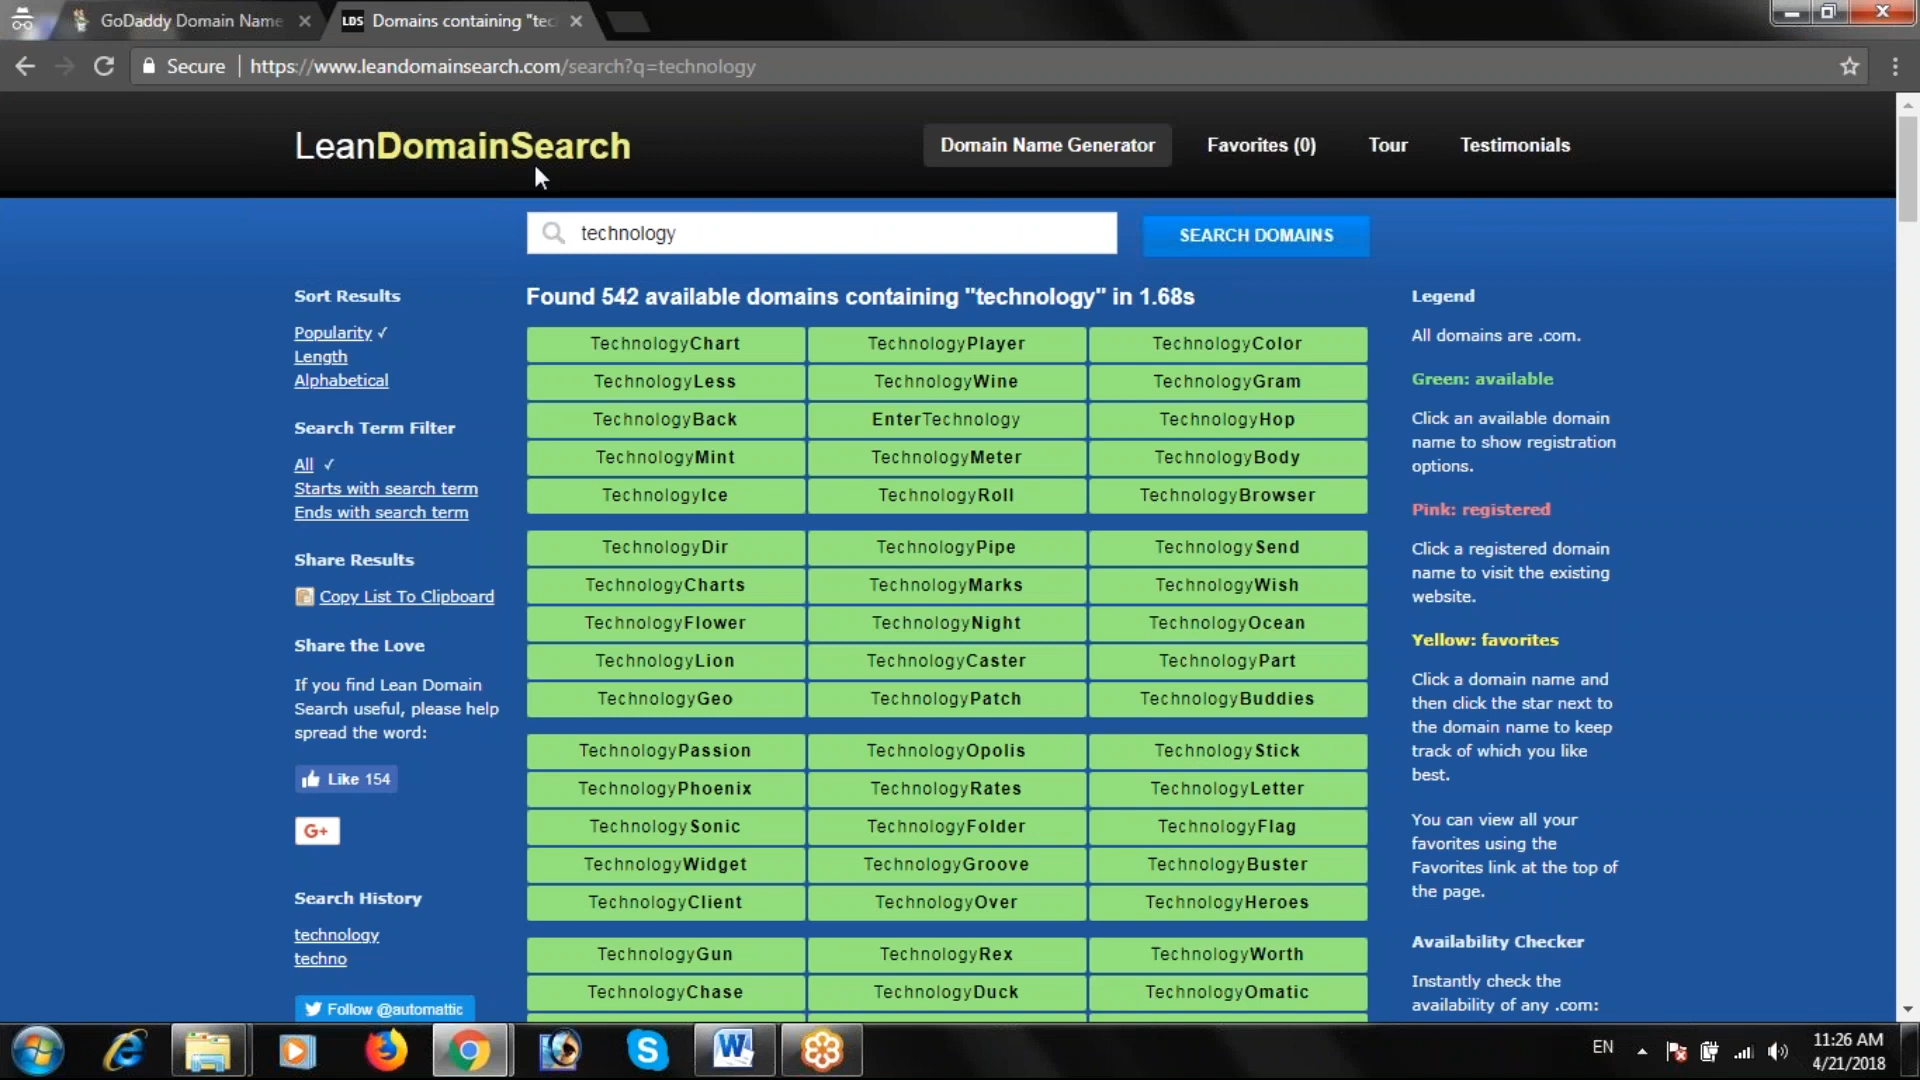 GoDaddy Domain Name
LDS Domains containing "tec
Secure https://www.leandomainsearch.com/search?q=technology
LeanDomainSearch
Domain Name Generator
Favorites (0)
Tour
Testimonials
technology
SEARCH DOMAINS
Sort Results
Popularity ✓
Length
Alphabetical
Search Term Filter
All ✓
Starts with search term
Ends with search term
Share Results
Copy List To Clipboard
Share the Love
If you find Lean Domain
Search useful, please help
spread the word:
Like 154
G+
Search History
technology
techno
Follow @automattic
Found 542 available domains containing "technology" in 1.68s
TechnologyChart TechnologyPlayer TechnologyColor
TechnologyLess TechnologyWine TechnologyGram
TechnologyBack EnterTechnology TechnologyHop
TechnologyMint TechnologyMeter TechnologyBody
TechnologyIce TechnologyRoll TechnologyBrowser
TechnologyDir TechnologyPipe TechnologySend
TechnologyCharts TechnologyMarks TechnologyWish
TechnologyFlower TechnologyNight TechnologyOcean
TechnologyLion TechnologyCaster TechnologyPart
TechnologyGeo TechnologyPatch TechnologyBuddies
TechnologyPassion TechnologyOpolis TechnologyStick
TechnologyPhoenix TechnologyRates TechnologyLetter
TechnologySonic TechnologyFolder TechnologyFlag
TechnologyWidget TechnologyGroove TechnologyBuster
TechnologyClient TechnologyOver TechnologyHeroes
TechnologyGun TechnologyRex TechnologyWorth
TechnologyChase TechnologyDuck TechnologyOmatic
Legend
All domains are .com.
Green: available
Click an available domain
name to show registration
options.
Pink: registered
Click a registered domain
name to visit the existing
website.
Yellow: favorites
Click a domain name and
then click the star next to
the domain name to keep
track of which you like
best.
You can view all your
favorites using the
Favorites link at the top of
the page.
Availability Checker
Instantly check the
availability of any .com:
EN
11:26 AM
4/21/2018